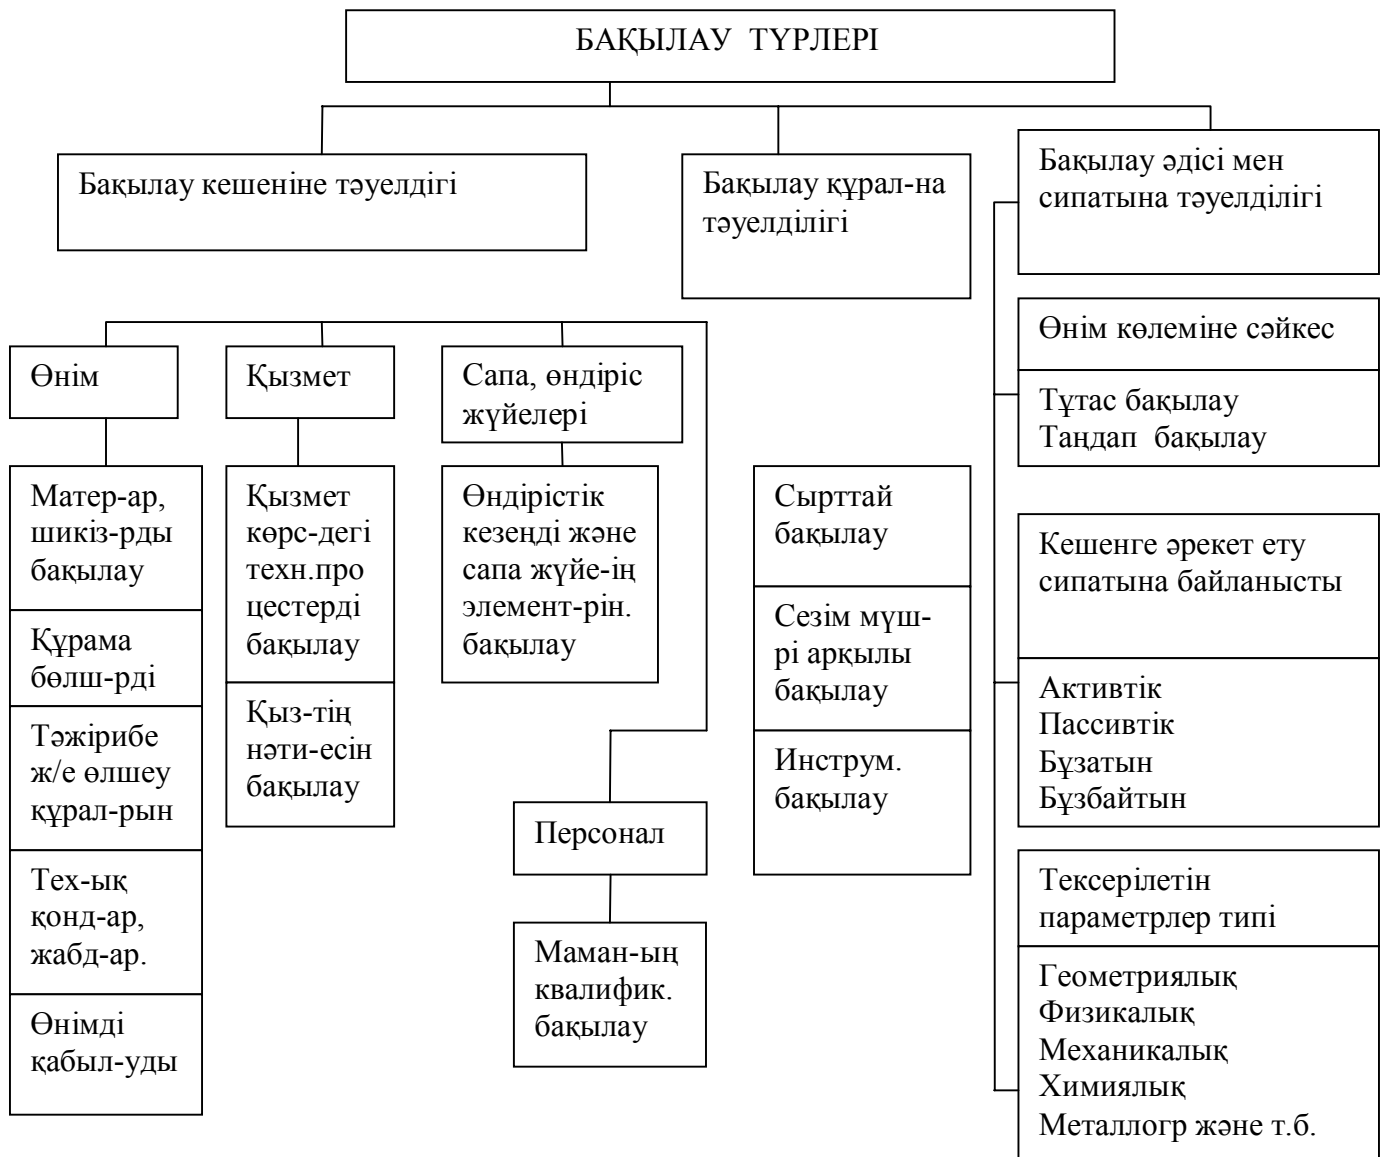 БАҚЫЛАУ ТҮРЛЕРІ
Бақылау кешеніне тәуелдігі
Бақылау құрал-на
тәуелділігі
Бақылау әдісі мен
сипатына тәуелділігі
Өнім
Матер-ар,
шикіз-рды
бақылау
Құрама
бөлш-рді
Тәжірибе
ж/е өлшеу
құрал-рын
Тех-ық
қонд-ар,
жабд-ар.
Өнімді
қабыл-уды
Қызмет
Қызмет
көрс-дегі
техн.про
цестерді
бақылау
Қыз-тің
нәти-есін
бақылау
Сапа, өндіріс
жүйелері
Өндірістік
кезеңді және
сапа жүйе-ің
элемент-рін.
бақылау
Персонал
Маман-ың
квалифик.
бақылау
Сырттай
бақылау
Сезім мүш-
рі арқылы
бақылау
Инструм.
бақылау
Өнім көлеміне сәйкес
Тұтас бақылау
Таңдап бақылау
Кешенге әрекет ету
сипатына байланысты
Активтік
Пассивтік
Бұзатын
Бұзбайтын
Тексерілетін
параметрлер типі
Геометриялық
Физикалық
Механикалық
Химиялық
Металлогр және т.б.